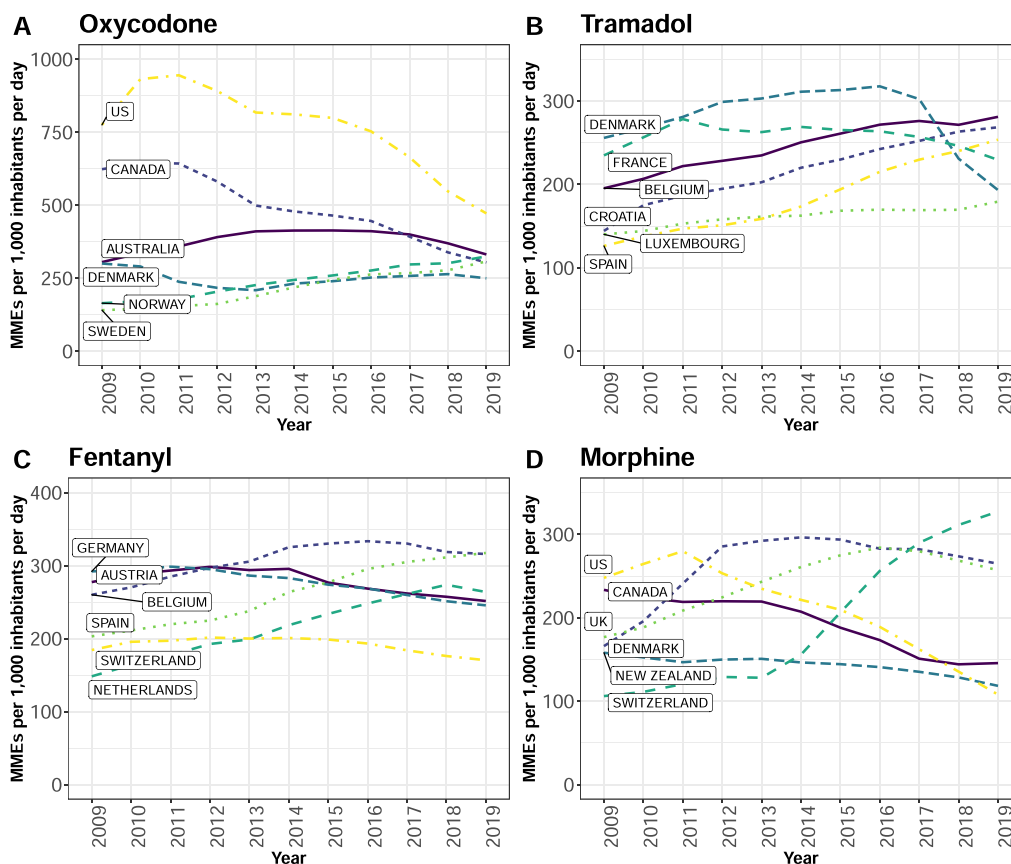 A Oxycodone
MMEs per 1,000 inhabitants per day
1000
750
500
250
0
US
CANADA
AUSTRALIA
DENMARK
NORWAY
SWEDEN
2009 2010 2011 2012 2013 2014 2015 2016 2017 2018 2019
Year
B Tramadol
MMEs per 1,000 inhabitants per day
300
200
100
0
DENMARK
FRANCE
BELGIUM
CROATIA
LUXEMBOURG
SPAIN
2009 2010 2011 2012 2013 2014 2015 2016 2017 2018 2019
Year
C Fentanyl
MMEs per 1,000 inhabitants per day
400
300
200
100
0
GERMANY
AUSTRIA
BELGIUM
SPAIN
SWITZERLAND
NETHERLANDS
2009 2010 2011 2012 2013 2014 2015 2016 2017 2018 2019
Year
D Morphine
MMEs per 1,000 inhabitants per day
300
200
100
0
US
CANADA
UK
DENMARK
NEW ZEALAND
SWITZERLAND
2009 2010 2011 2012 2013 2014 2015 2016 2017 2018 2019
Year